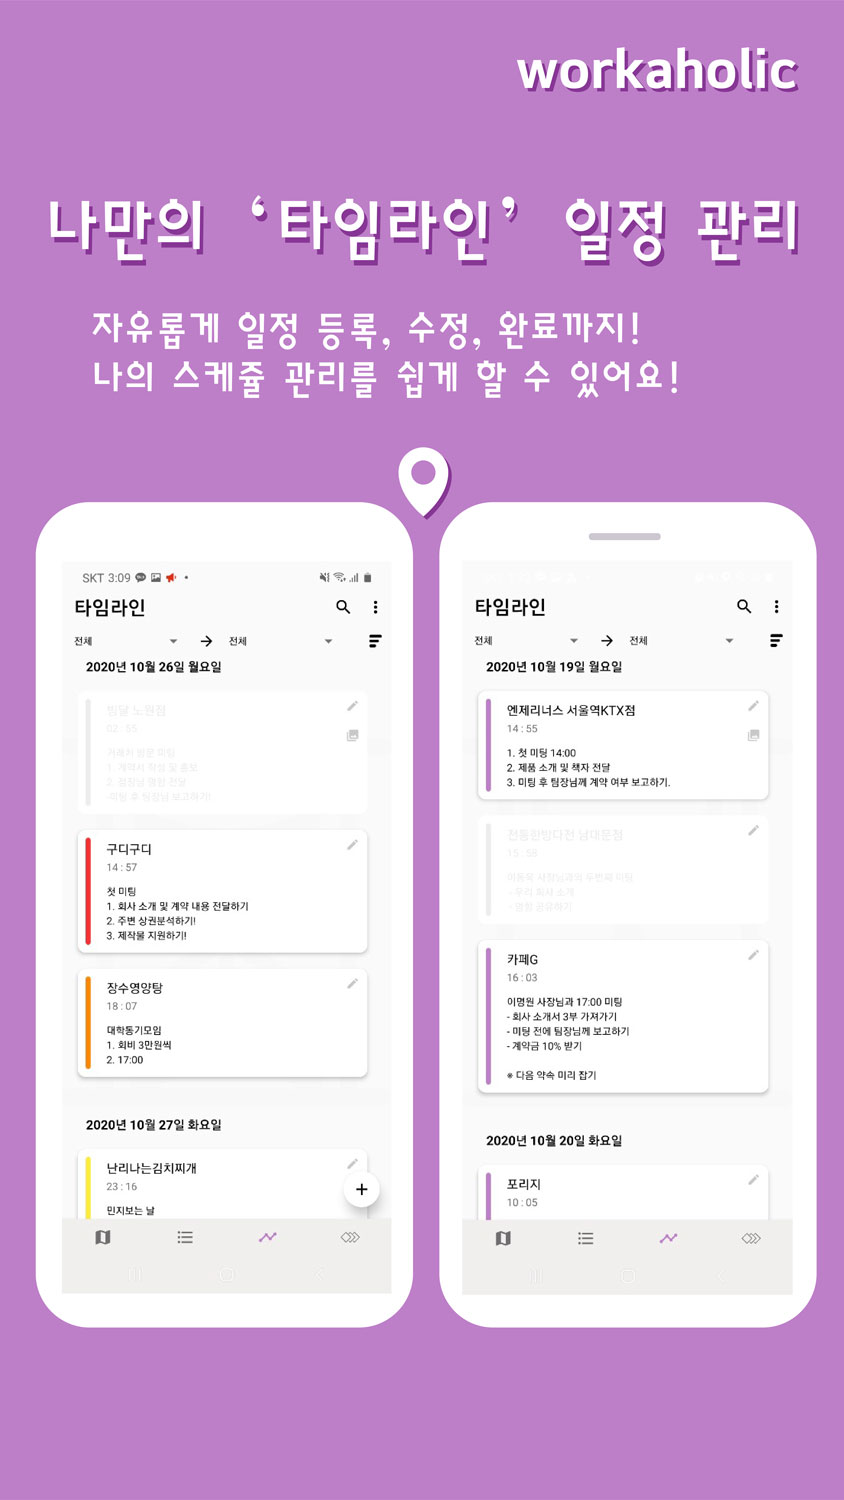 workaholic
나만의 ‘타임라인’ 일정 관리
자유롭게 일정 등록, 수정, 완료까지!
나의 스케쥴 관리를 쉽게 할 수 있어요!
SKT 3:09
타임라인
전체 → 전체
2020년 10월 26일 월요일
빙달 노원점
02 : 55
거래처 방문 미팅
1. 계약서 작성 및 홍보
2. 점장님 명함 전달
-미팅 후 팀장님 보고하기!
구디구디
14 : 57
첫 미팅
1. 회사 소개 및 계약 내용 전달하기
2. 주변 상권분석하기!
3. 제작물 지원하기!
장수영양탕
18 : 07
대학동기모임
1. 회비 3만원씩
2. 17:00
2020년 10월 27일 화요일
난리나는김치찌개
23 : 16
민지보는 날
+
타임라인
전체 → 전체
2020년 10월 19일 월요일
엔제리너스 서울역KTX점
14 : 55
1. 첫 미팅 14:00
2. 제품 소개 및 책자 전달
3. 미팅 후 팀장님께 계약 여부 보고하기.
남대문점
15 : 53
사장님과의 두번째 미팅
- 우리 회사 소개
- 명함 공유하기
카페G
16 : 03
이명원 사장님과 17:00 미팅
- 회사 소개서 3부 가져가기
- 미팅 전에 팀장님께 보고하기
- 계약금 10% 받기
※ 다음 약속 미리 잡기
2020년 10월 20일 화요일
포리지
10 : 05